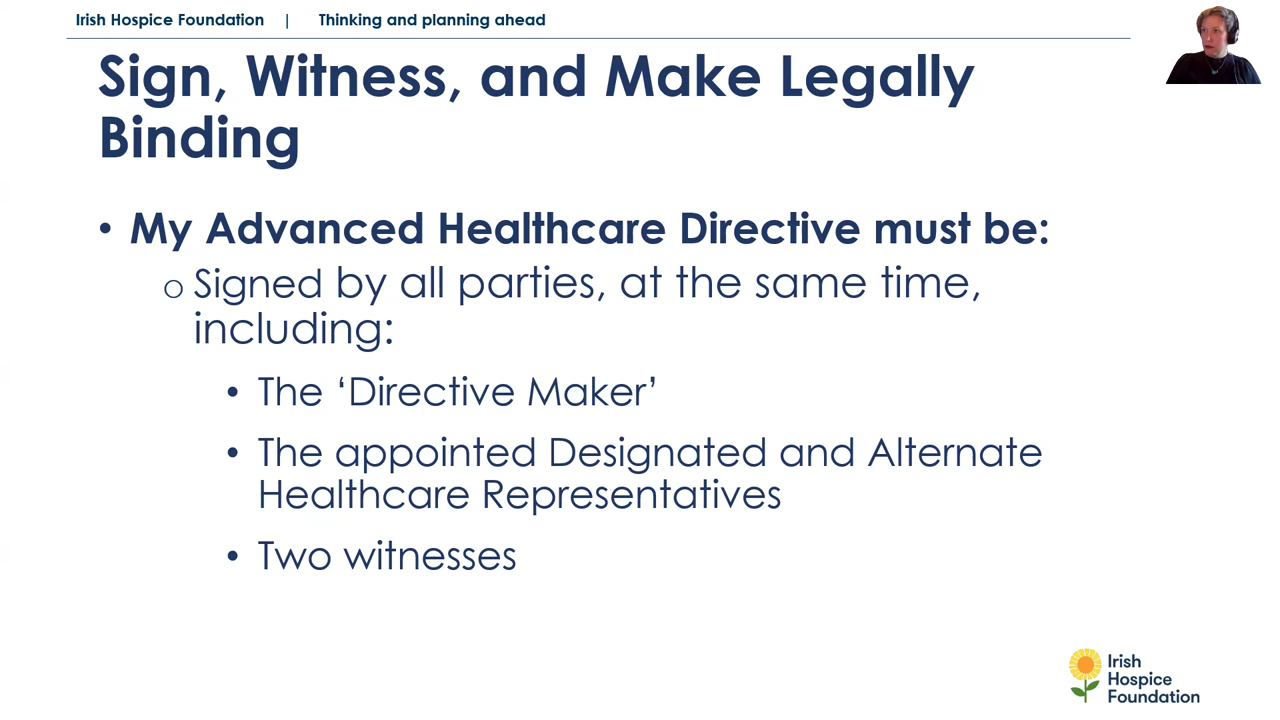 Irish Hospice Foundation | Thinking and planning ahead
Sign, Witness, and Make Legally
Binding
• My Advanced Healthcare Directive must be:
o Signed by all parties, at the same time,
including:
• The ‘Directive Maker’
• The appointed Designated and Alternate
Healthcare Representatives
• Two witnesses
Irish
Hospice
Foundation